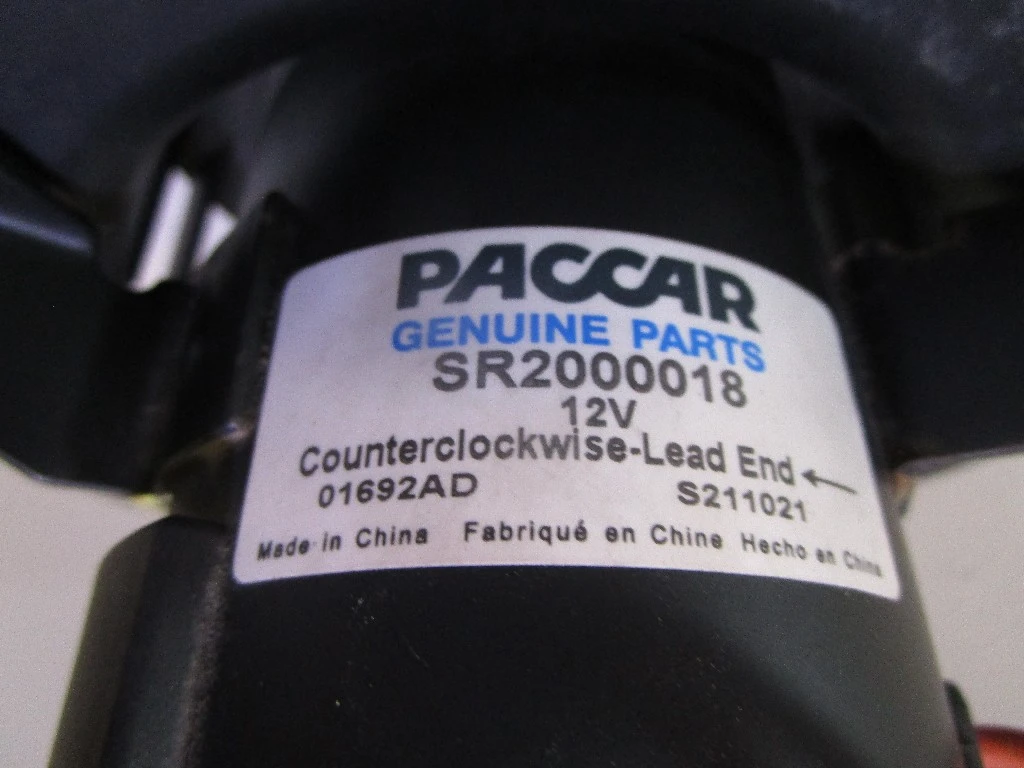 PACCAR
GENUINE PARTS
SR2000018
12V
Counterclockwise-Lead End
01692AD S211021
Made in China Fabriqué en Chine Hecho en China